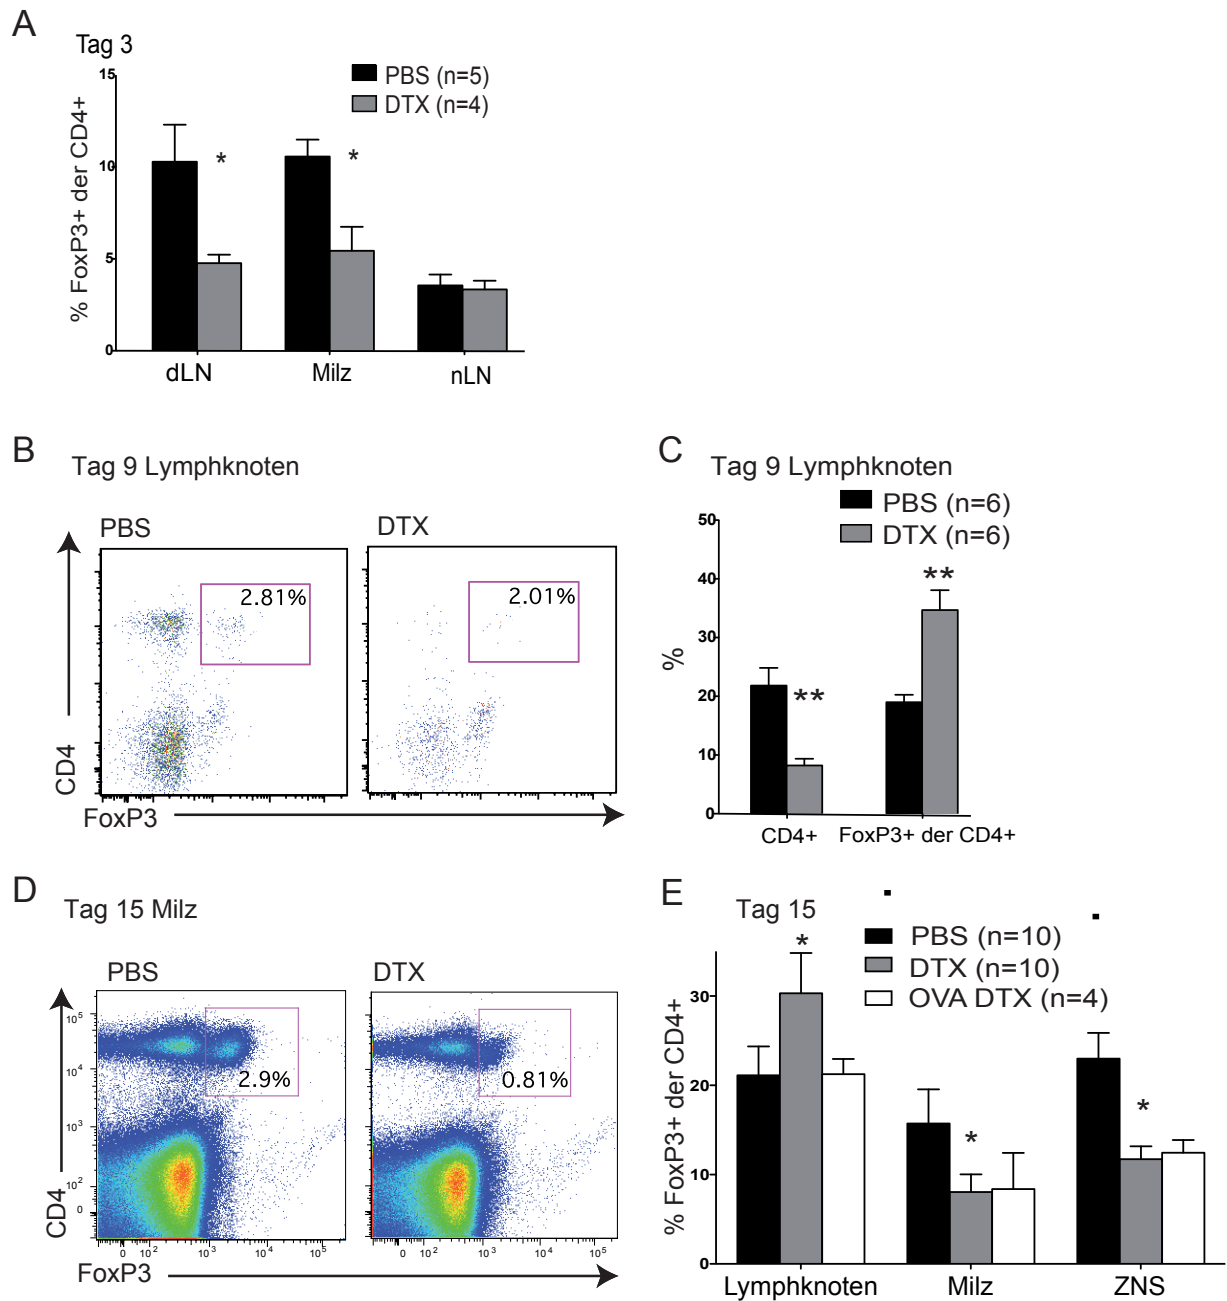 A
Tag 3
PBS (n=5)
DTX (n=4)
% FoxP3+ der CD4+
15
10
5
0
*
*
dLN Milz nLN
B
Tag 9 Lymphknoten
PBS DTX
2.81% 2.01%
CD4
FoxP3
C
Tag 9 Lymphknoten
PBS (n=6)
DTX (n=6)
%
50
40
30
20
10
0
**
**
CD4+ FoxP3+ der CD4+
D
Tag 15 Milz
PBS DTX
2.9% 0.81%
CD4
10⁵
10⁴
10³
10²
0
0 10² 10³ 10⁴ 10⁵
0 10² 10³ 10⁴ 10⁵
FoxP3
E
Tag 15
PBS (n=10)
DTX (n=10)
OVA DTX (n=4)
% FoxP3+ der CD4+
30
20
10
0
*
*
*
Lymphknoten Milz ZNS